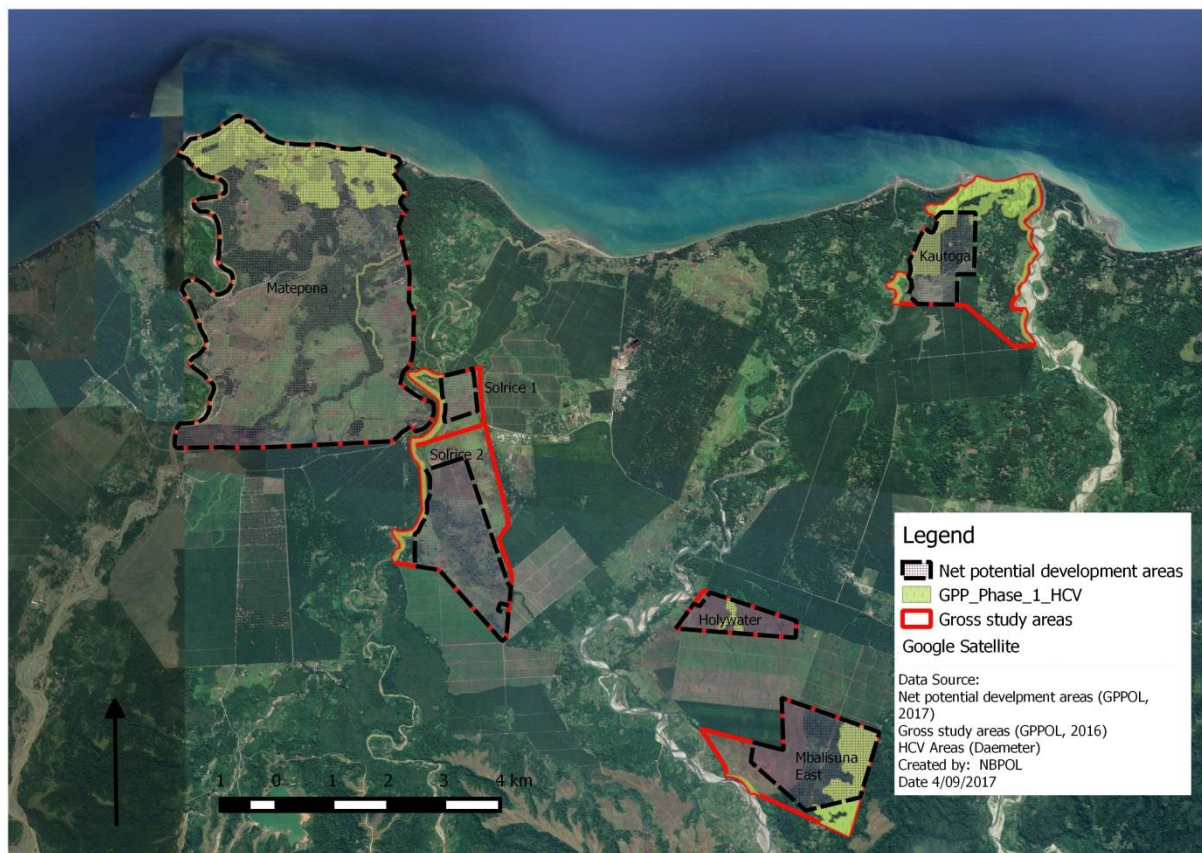 Kautoga
Matepona
Solrice 1
Solrice 2
Holywater
Mbalisuna
East
1 0 1 2 3 4 km
Legend
Net potential development areas
GPP_Phase_1_HCV
Gross study areas
Google Satellite
Data Source:
Net potential develpment areas (GPPOL,
2017)
Gross study areas (GPPOL, 2016)
HCV Areas (Daemeter)
Created by: NBPOL
Date 4/09/2017